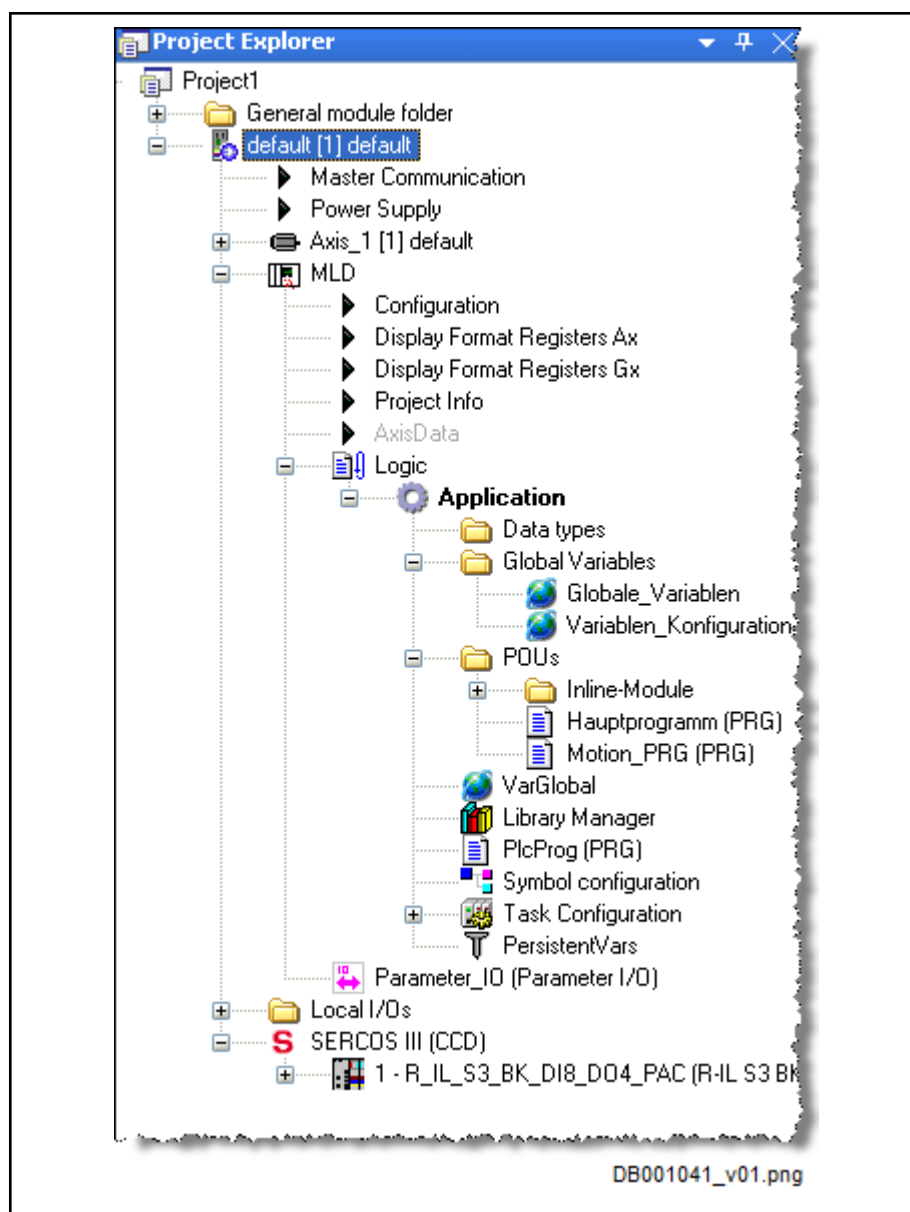 Project Explorer
Project1
General module folder
default [1] default
Master Communication
Power Supply
Axis_1 [1] default
MLD
Configuration
Display Format Registers Ax
Display Format Registers Gx
Project Info
AxisData
Logic
Application
Data types
Global Variables
Globale_Variablen
Variablen_Konfiguration
POUs
Inline-Module
Hauptprogramm (PRG)
Motion_PRG (PRG)
VarGlobal
Library Manager
PlcProg (PRG)
Symbol configuration
Task Configuration
PersistentVars
Parameter_IO (Parameter I/O)
Local I/Os
S SERCOS III (CCD)
1 - R_IL_S3_BK_DI8_DO4_PAC (R-IL S3 BK
DB001041_v01.png